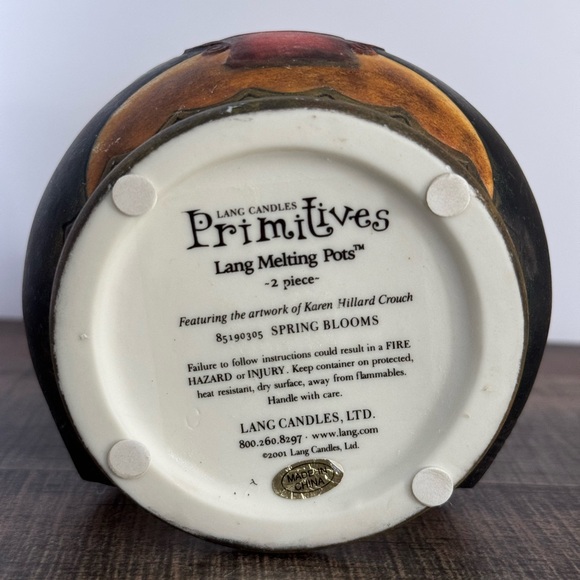 LANG CANDLES
Primitives
Lang Melting Pots™
-2 piece-
Featuring the artwork of Karen Hillard Crouch
85190305 SPRING BLOOMS
Failure to follow instructions could result in a FIRE
HAZARD or INJURY. Keep container on protected,
heat resistant, dry surface, away from flammables.
Handle with care.
LANG CANDLES, LTD.
800.260.8297 · www.lang.com
©2001 Lang Candles, Ltd.
MADE IN
CHINA